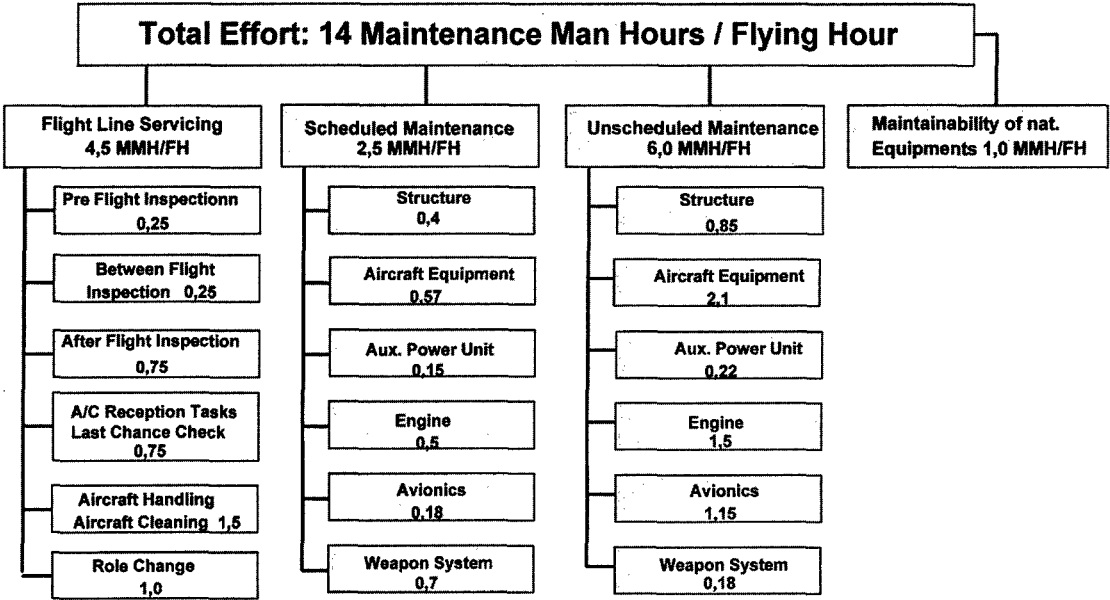 Total Effort: 14 Maintenance Man Hours / Flying Hour
Flight Line Servicing
4,5 MMH/FH
Pre Flight Inspectionn
0,25
Between Flight
Inspection 0,25
After Flight Inspection
0,75
A/C Reception Tasks
Last Chance Check
0,75
Aircraft Handling
Aircraft Cleaning 1,5
Role Change
1,0
Scheduled Maintenance
2,5 MMH/FH
Structure
0,4
Aircraft Equipment
0,57
Aux. Power Unit
0,15
Engine
0,5
Avionics
0,18
Weapon System
0,7
Unscheduled Maintenance
6,0 MMH/FH
Structure
0,85
Aircraft Equipment
2,1
Aux. Power Unit
0,22
Engine
1,5
Avionics
1,15
Weapon System
0,18
Maintainability of nat.
Equipments 1,0 MMH/FH